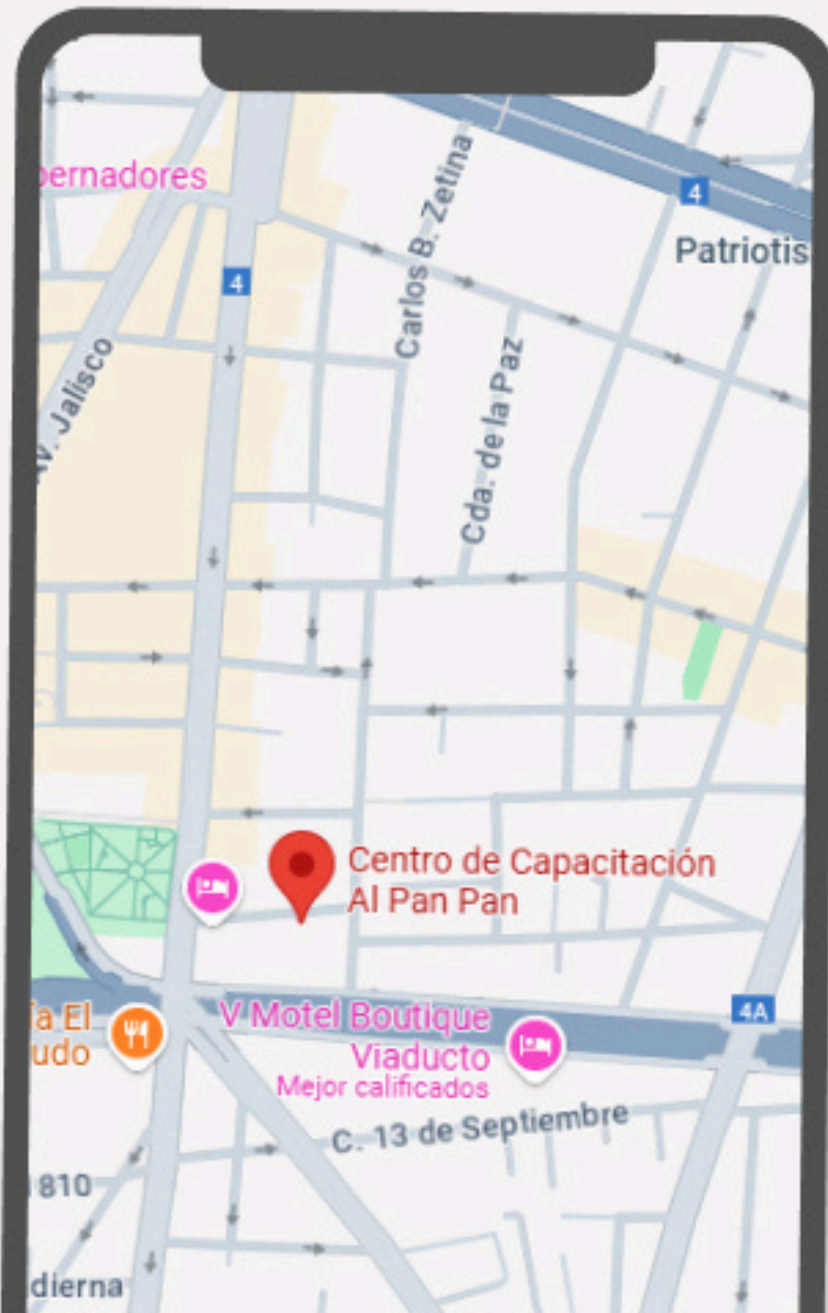 bernadores
4
Carlos B. Zetina
4
Patriotis
Av. Jalisco
Cda. de la Paz
Centro de Capacitación
Al Pan Pan
ía El
udo
V Motel Boutique
Viaducto
Mejor calificados
4A
C. 13 de Septiembre
1810
dierna